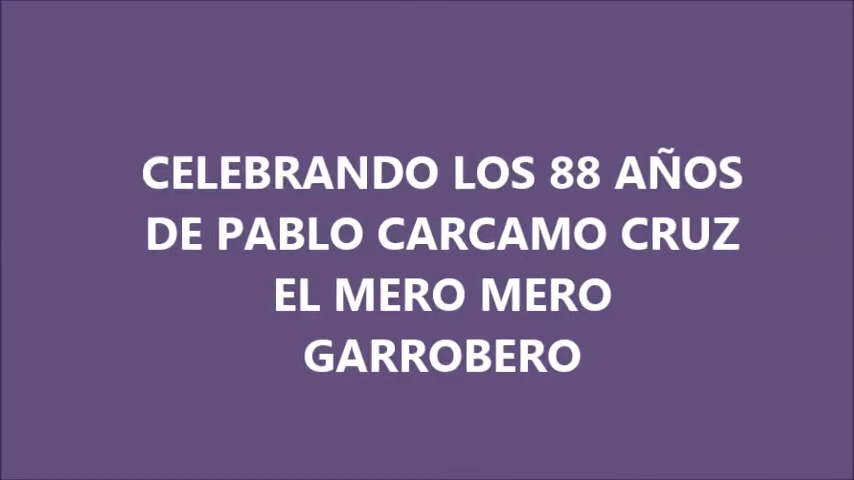 CELEBRANDO LOS 88 AÑOS
DE PABLO CARCAMO CRUZ
EL MERO MERO
GARROBERO